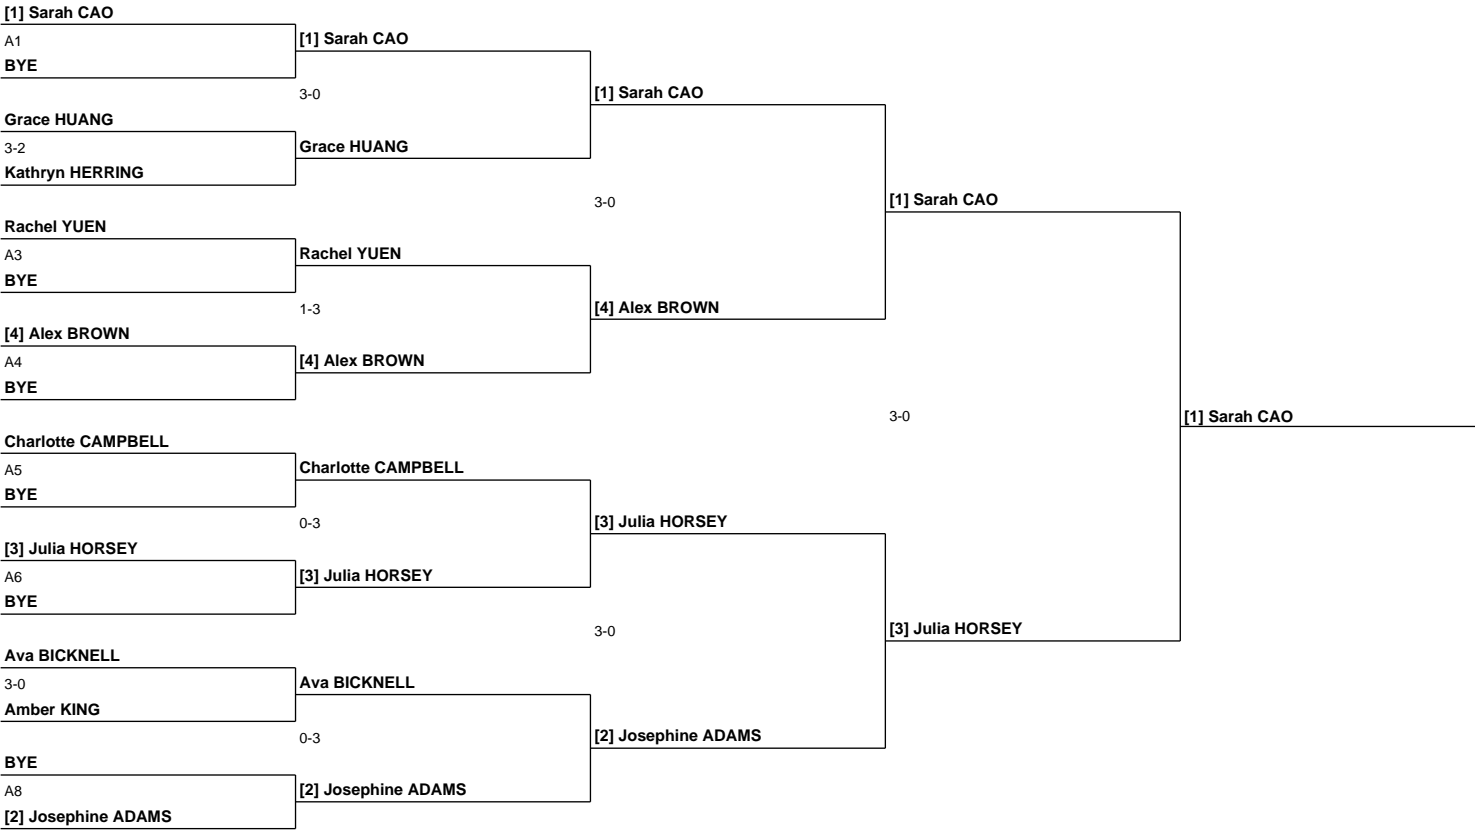 [1] Sarah CAO
A1
BYE
Grace HUANG
3-2
Kathryn HERRING
Rachel YUEN
A3
BYE
[4] Alex BROWN
A4
BYE
Charlotte CAMPBELL
A5
BYE
[3] Julia HORSEY
A6
BYE
Ava BICKNELL
3-0
Amber KING
BYE
A8
[2] Josephine ADAMS
[1] Sarah CAO
3-0
Grace HUANG
Rachel YUEN
1-3
[4] Alex BROWN
Charlotte CAMPBELL
0-3
[3] Julia HORSEY
Ava BICKNELL
0-3
[2] Josephine ADAMS
[1] Sarah CAO
3-0
[4] Alex BROWN
[3] Julia HORSEY
3-0
[2] Josephine ADAMS
[1] Sarah CAO
3-0
[3] Julia HORSEY
[1] Sarah CAO